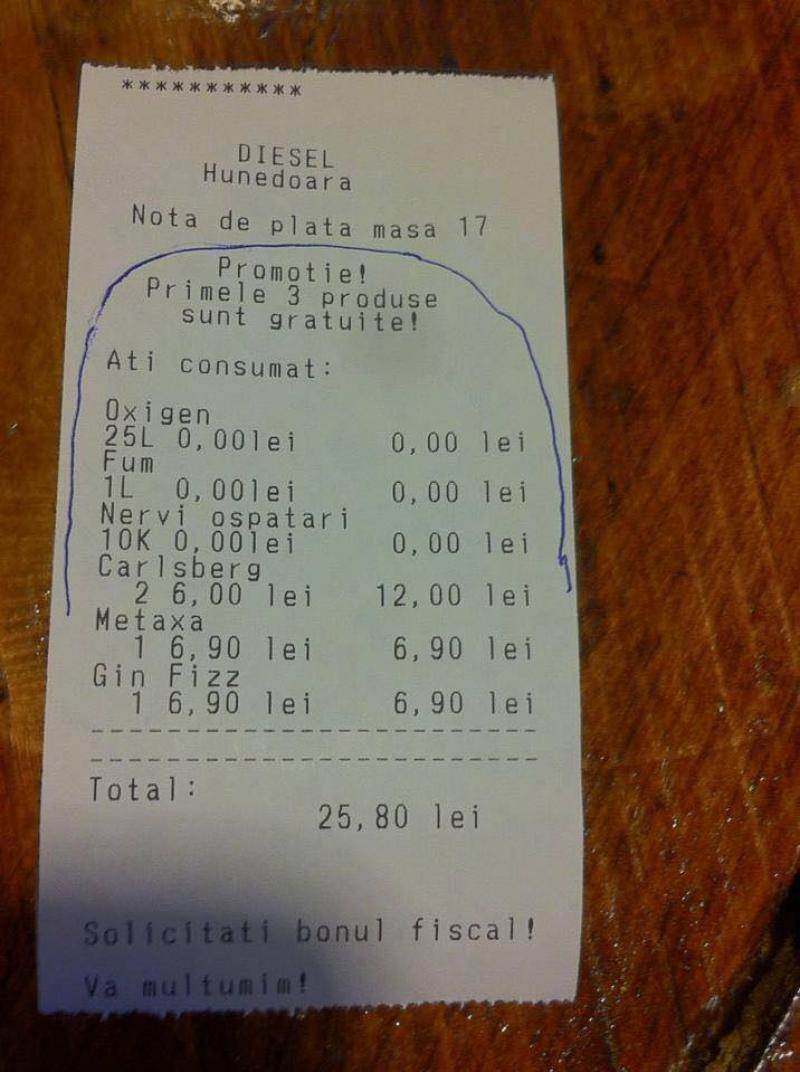 ***********
DIESEL
Hunedoara
Nota de plata masa 17
Promotie!
Primele 3 produse
sunt gratuite!
Ati consumat:
Oxigen
25L 0,00lei 0,00 lei
Fum
1L 0,00lei 0,00 lei
Nervi ospatari
10K 0,00lei 0,00 lei
Carlsberg
2 6,00 lei 12,00 lei
Metaxa
1 6,90 lei 6,90 lei
Gin Fizz
1 6,90 lei 6,90 lei
Total:
25,80 lei
Solicitati bonul fiscal!
Va multumim!